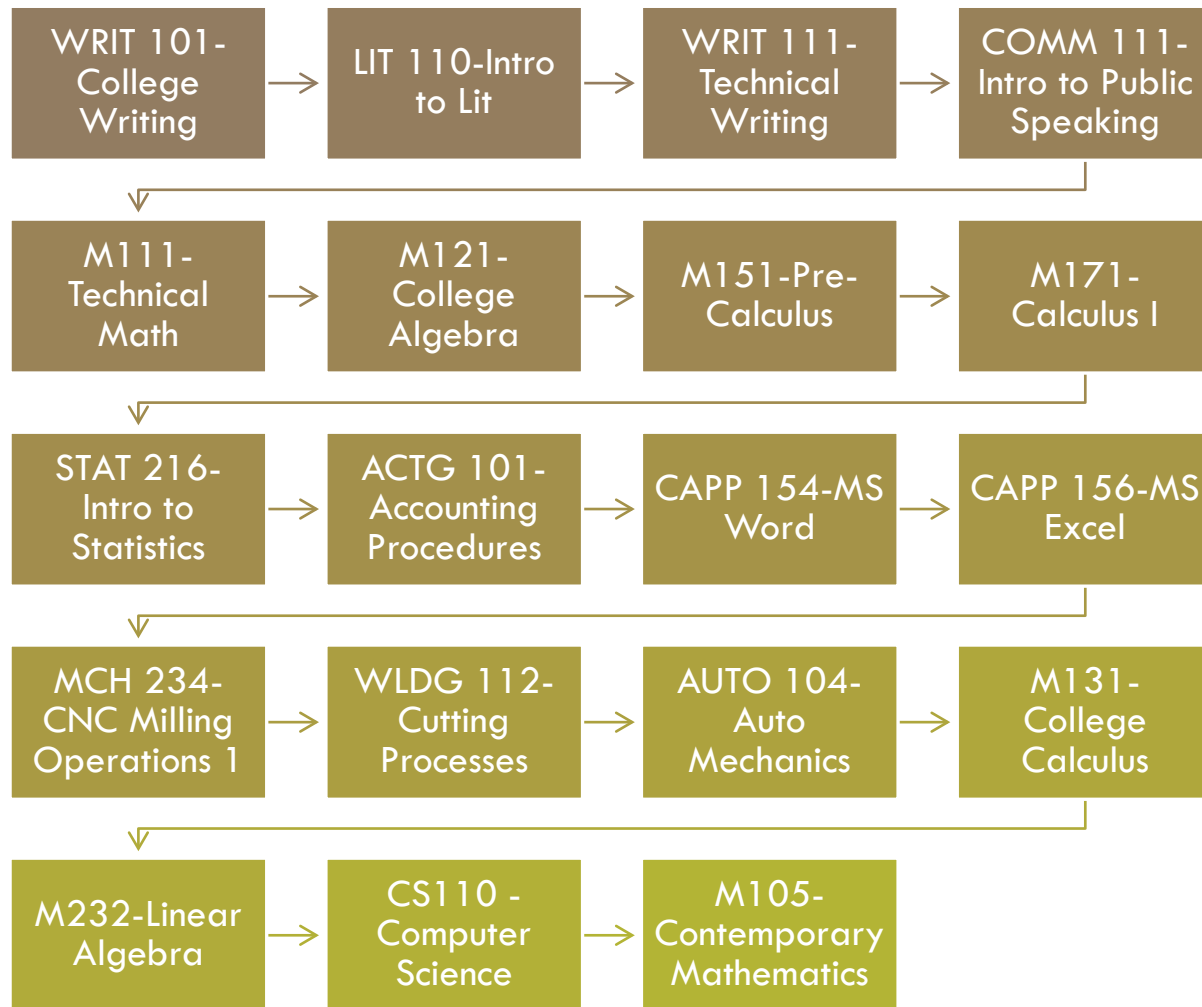 WRIT 101-
College
Writing
LIT 110-Intro
to Lit
WRIT 111-
Technical
Writing
COMM 111-
Intro to Public
Speaking
M111-
Technical
Math
M121-
College
Algebra
M151-Pre-
Calculus
M171-
Calculus I
STAT 216-
Intro to
Statistics
ACTG 101-
Accounting
Procedures
CAPP 154-MS
Word
CAPP 156-MS
Excel
MCH 234-
CNC Milling
Operations 1
WLDG 112-
Cutting
Processes
AUTO 104-
Auto
Mechanics
M131-
College
Calculus
M232-Linear
Algebra
CS110 -
Computer
Science
M105-
Contemporary
Mathematics